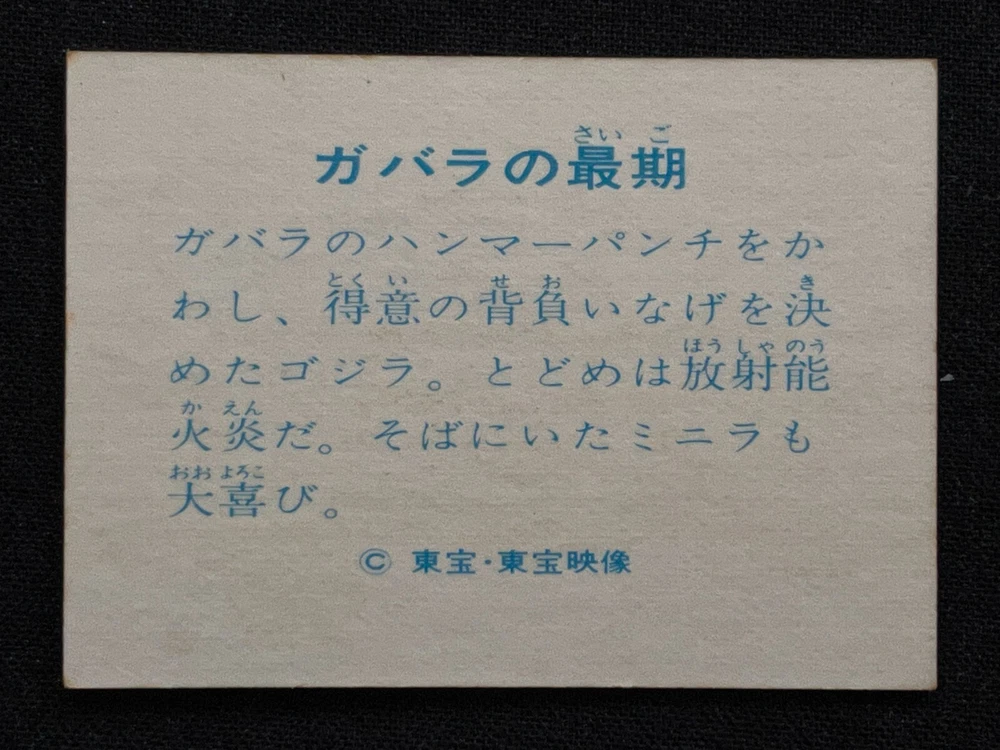 ガバラの最期
ガバラのハンマーパンチをか
わし、得意の背負いなげを決
めたゴジラ。とどめは放射能
火炎だ。そばにいたミニラも
大喜び。
© 東宝・東宝映像